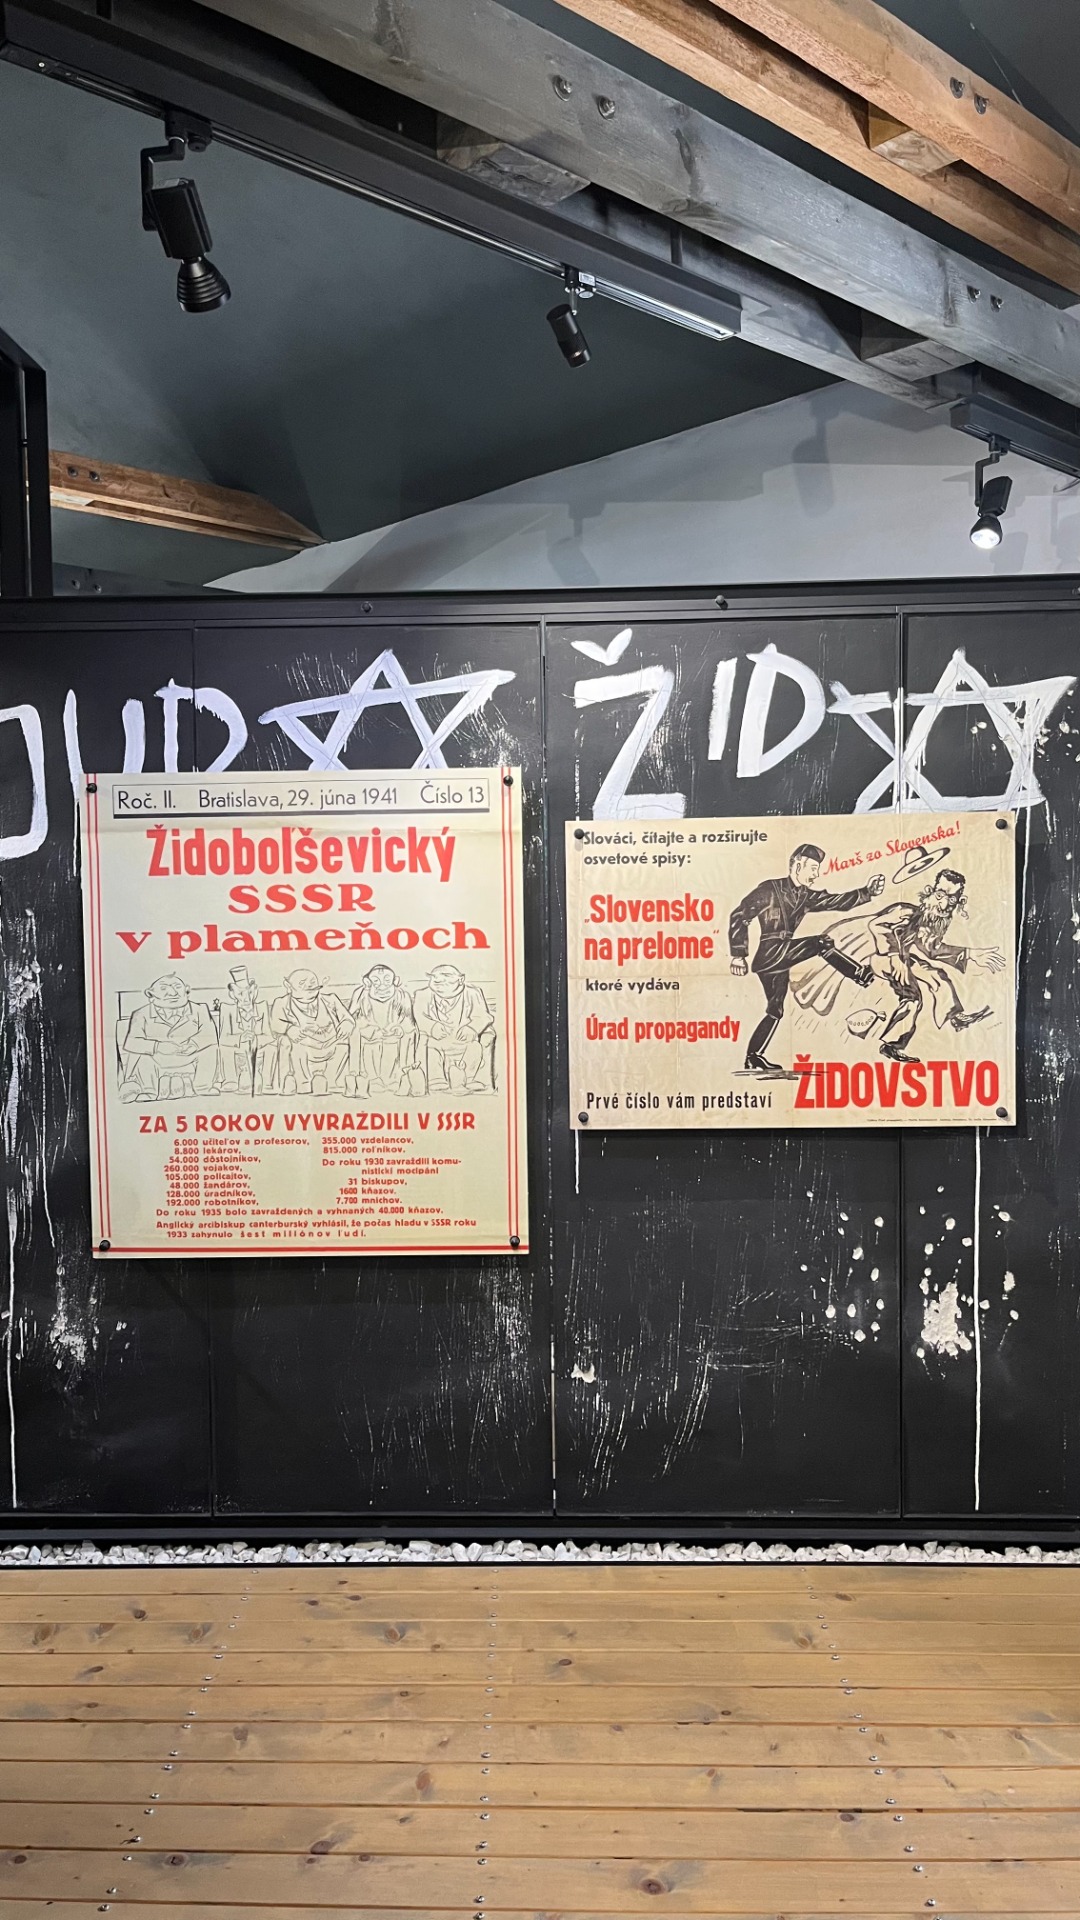 JUD
ŽID
Roč. II. Bratislava, 29. júna 1941 Číslo 13
Židoboľševický
SSSR
v plameňoch
ZA 5 ROKOV VYVRAŽDILI V SSSR
6.000 učiteľov a profesorov,
8.800 lekárov,
54.000 dôstojníkov,
260.000 vojakov,
105.000 policajtov,
48.000 žandárov,
128.000 úradníkov,
192.000 robotníkov,
355.000 vzdelancov,
815.000 roľníkov.
Do roku 1930 zavraždili komu-
nistickí mocipáni
31 biskupov,
1600 kňazov.
7.700 mníchov.
Do roku 1935 bolo zavraždených a vyhnaných 40.000 kňazov.
Anglický arcibiskup canterburský vyhlásil, že počas hladu v SSSR roku
1933 zahynulo šest miliónov ľudí.
Slováci, čítajte a rozširujte
osvetové spisy:
„Slovensko
na prelome"
ktoré vydáva
Úrad propagandy
Prvé číslo vám predstaví
ŽIDOVSTVO
Marš zo Slovenska!